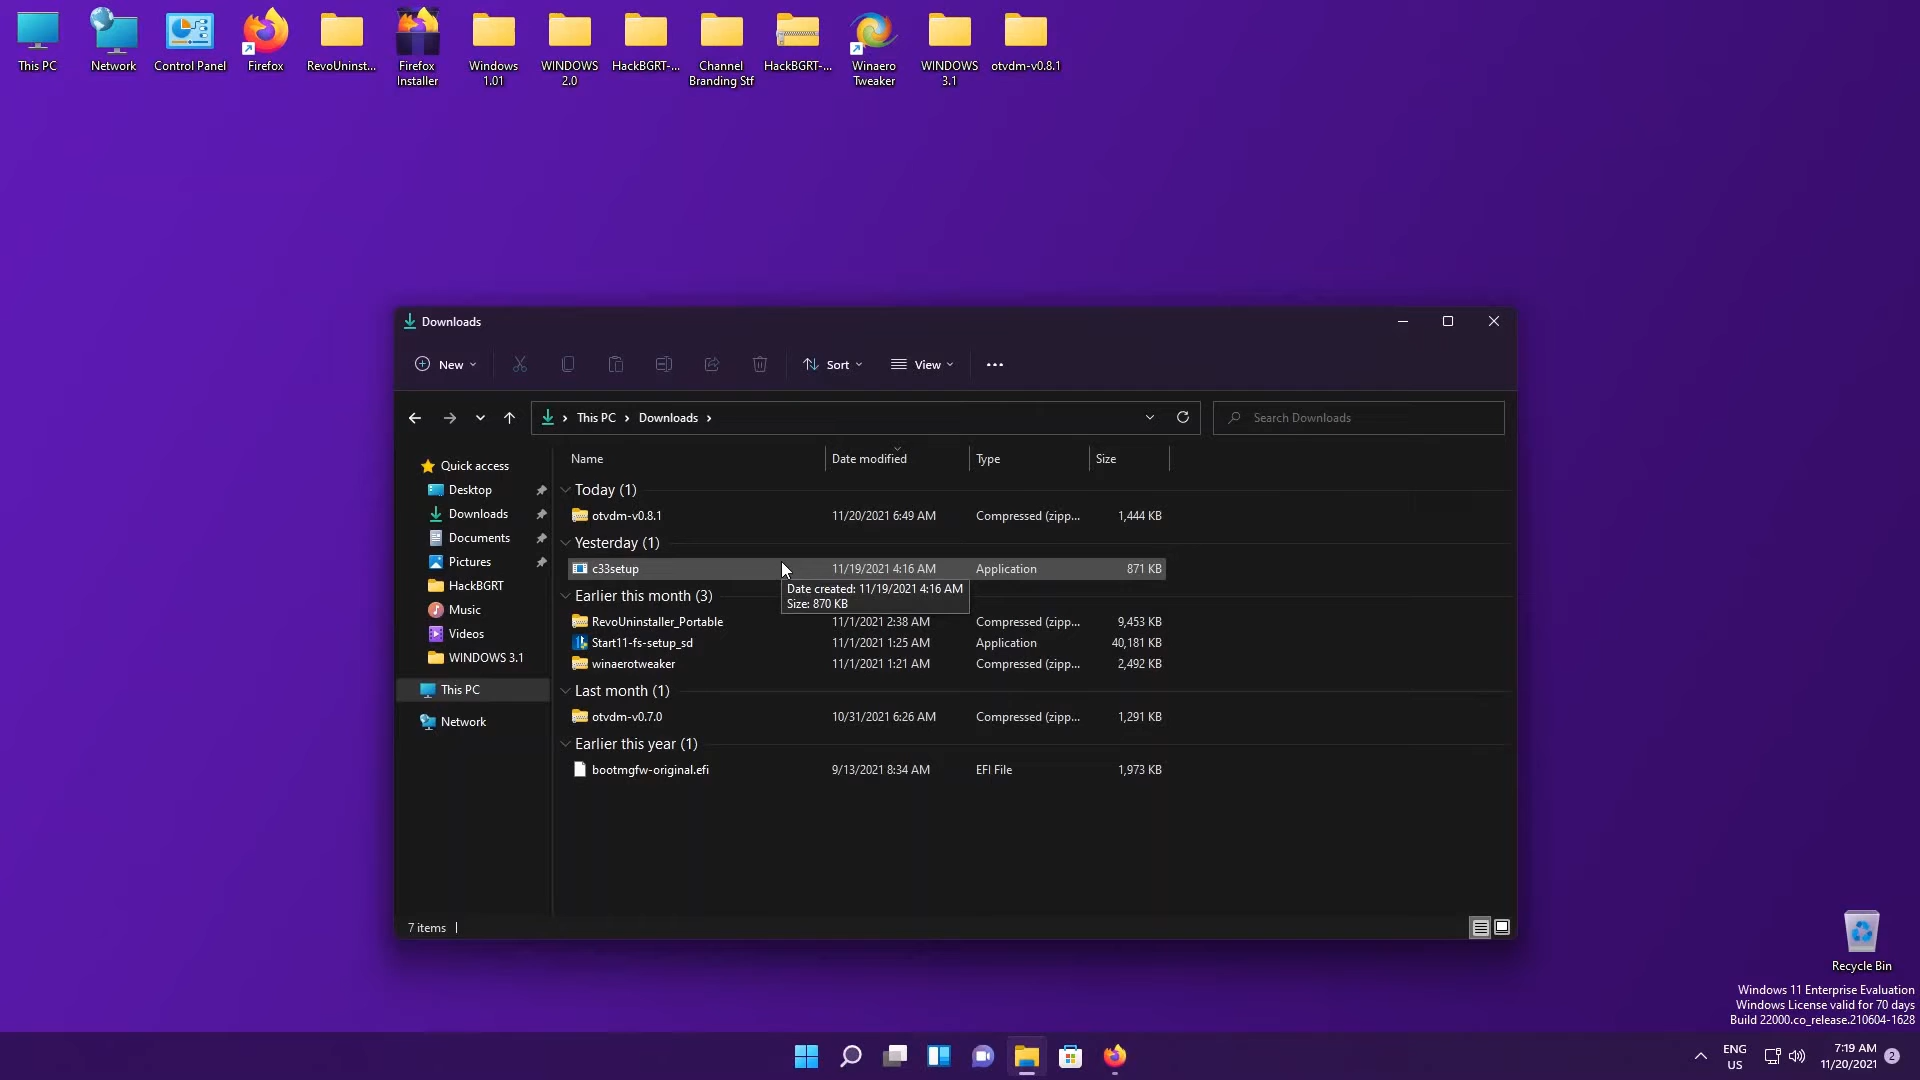 This PC
Network
Control Panel
Firefox
RevoUninst...
Firefox
Installer
Windows
1.01
WINDOWS
2.0
HackBGRT-...
Channel
Branding Stf
HackBGRT-...
Winaero
Tweaker
WINDOWS
3.1
otvdm-v0.8.1
Downloads
New
Sort
View
This PC > Downloads >
Search Downloads
Quick access
Desktop
Downloads
Documents
Pictures
HackBGRT
Music
Videos
WINDOWS 3.1
This PC
Network
Name Date modified Type Size
Today (1)
otvdm-v0.8.1 11/20/2021 6:49 AM Compressed (zipp... 1,444 KB
Yesterday (1)
c33setup 11/19/2021 4:16 AM Application 871 KB
Date created: 11/19/2021 4:16 AM
Size: 870 KB
Earlier this month (3)
RevoUninstaller_Portable 11/1/2021 2:38 AM Compressed (zipp... 9,453 KB
Start11-fs-setup_sd 11/1/2021 1:25 AM Application 40,181 KB
winaerotweaker 11/1/2021 1:21 AM Compressed (zipp... 2,492 KB
Last month (1)
otvdm-v0.7.0 10/31/2021 6:26 AM Compressed (zipp... 1,291 KB
Earlier this year (1)
bootmgfw-original.efi 9/13/2021 8:34 AM EFI File 1,973 KB
7 items
Recycle Bin
Windows 11 Enterprise Evaluation
Windows License valid for 70 days
Build 22000.co_release.210604-1628
ENG
US
7:19 AM
11/20/2021
2